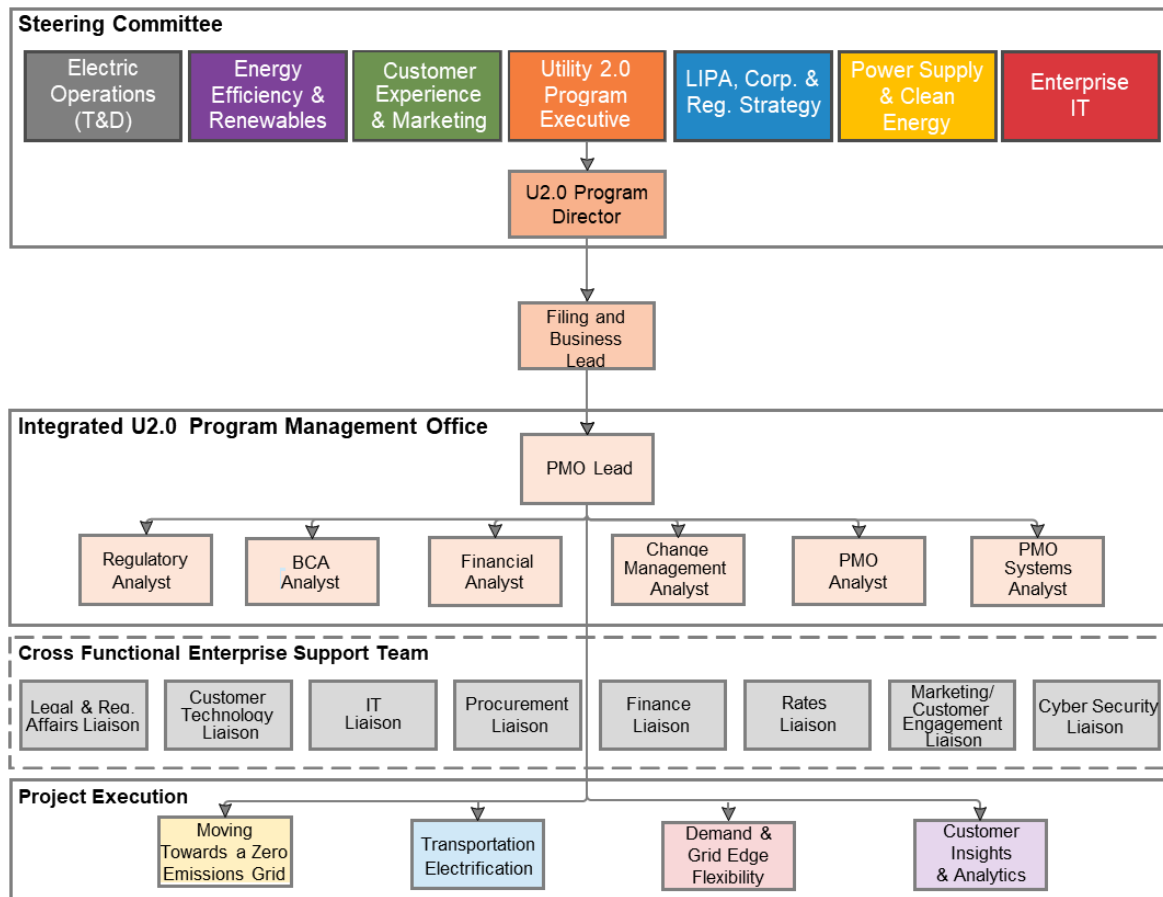 Steering Committee
Electric
Operations
(T&D)
Energy
Efficiency &
Renewables
Customer
Experience
& Marketing
Utility 2.0
Program
Executive
LIPA, Corp. &
Reg. Strategy
Power Supply
& Clean
Energy
Enterprise
IT
U2.0 Program
Director
Filing and
Business
Lead
Integrated U2.0 Program Management Office
PMO Lead
Regulatory
Analyst
BCA
Analyst
Financial
Analyst
Change
Management
Analyst
PMO
Analyst
PMO
Systems
Analyst
Cross Functional Enterprise Support Team
Legal & Reg.
Affairs Liaison
Customer
Technology
Liaison
IT
Liaison
Procurement
Liaison
Finance
Liaison
Rates
Liaison
Marketing/
Customer
Engagement
Liaison
Cyber Security
Liaison
Project Execution
Moving
Towards a Zero
Emissions Grid
Transportation
Electrification
Demand &
Grid Edge
Flexibility
Customer
Insights
& Analytics